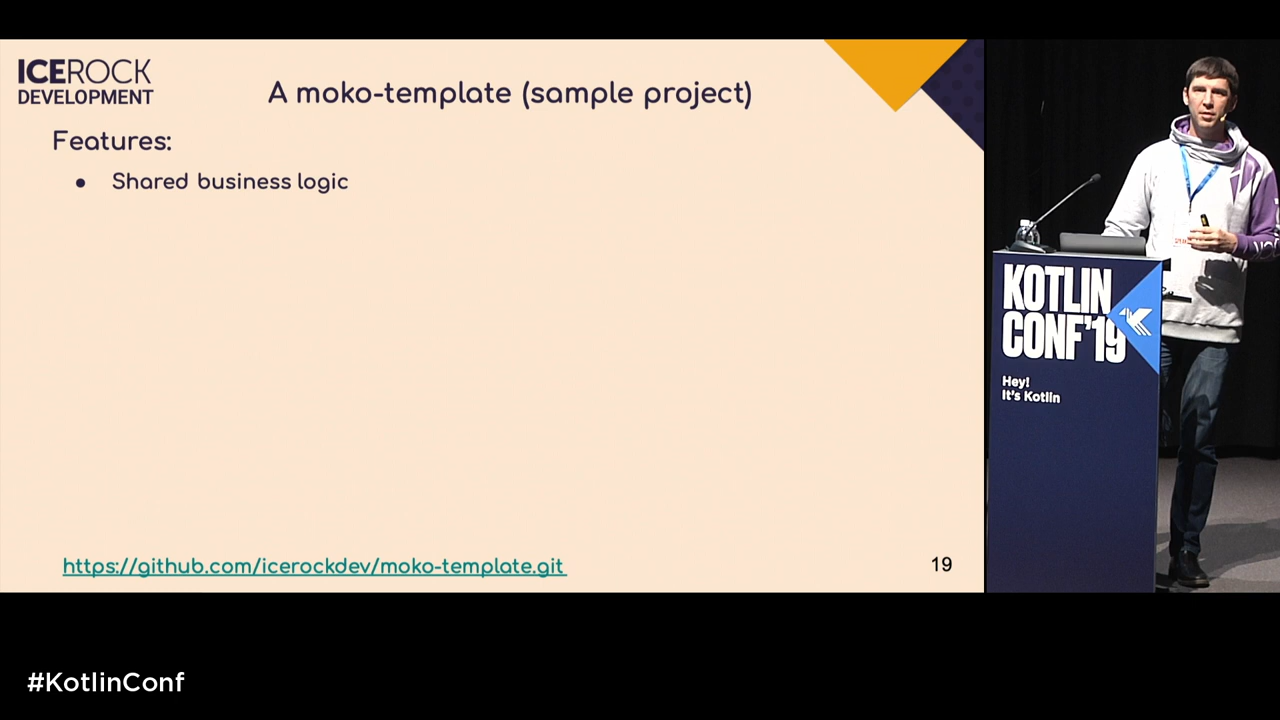 ICEROCK
DEVELOPMENT
A moko-template (sample project)
Features:
● Shared business logic
https://github.com/icerockdev/moko-template.git
19
KOTLIN
CONF'19
Hey!
It's Kotlin
#KotlinConf